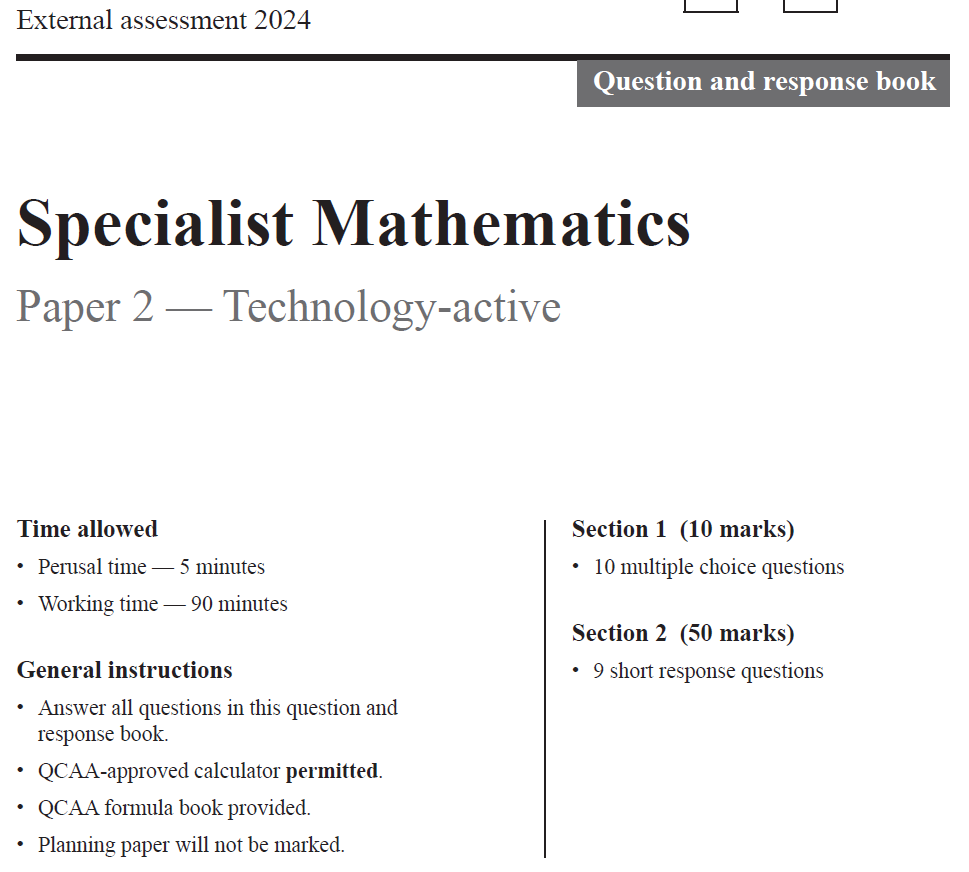 External assessment 2024
Question and response book
Specialist Mathematics
Paper 2 — Technology-active
Time allowed
• Perusal time — 5 minutes
• Working time — 90 minutes
General instructions
• Answer all questions in this question and
response book.
• QCAA-approved calculator permitted.
• QCAA formula book provided.
• Planning paper will not be marked.
Section 1 (10 marks)
• 10 multiple choice questions
Section 2 (50 marks)
• 9 short response questions